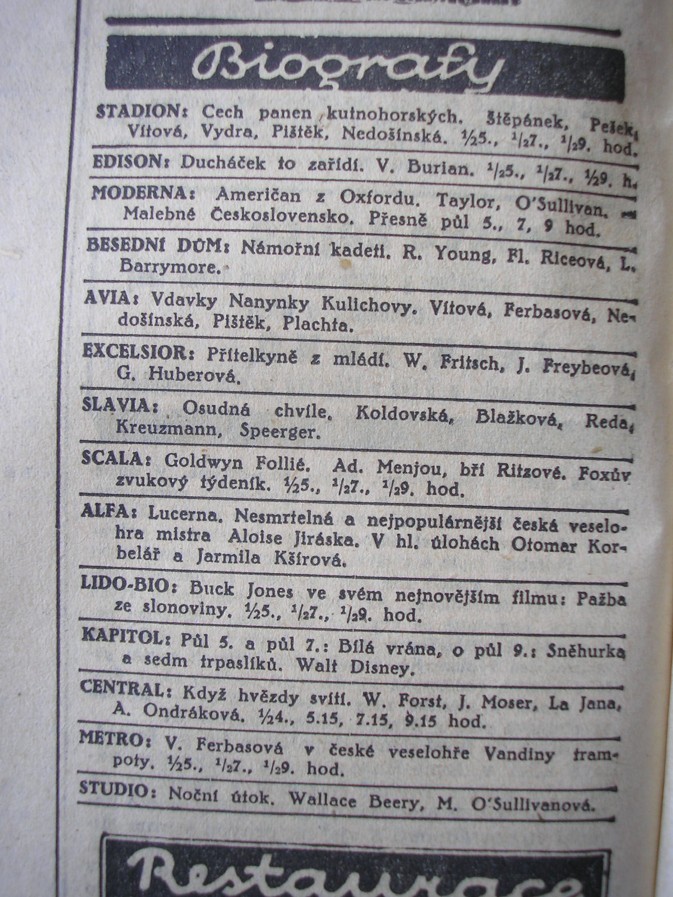 Biografy
STADION: Cech panen kutnohorských. Štěpánek, Pešek,
Vítová, Vydra, Pištěk, Nedošínská. ½5., ½7., ½9. hod.
EDISON: Ducháček to zařídí. V. Burian. ½5., ½7., ½9. h.
MODERNA: Američan z Oxfordu. Taylor, O'Sullivan. —
Malebné Československo. Přesně půl 5., 7, 9 hod.
BESEDNÍ DŮM: Námořní kadeti. R. Young, Fl. Riceová, L.
Barrymore.
AVIA: Vdavky Nanynky Kulichovy. Vítová, Ferbasová, Ne-
došínská, Pištěk, Plachta.
EXCELSIOR: Přítelkyně z mládí. W. Fritsch, J. Freybeová,
G. Huberová.
SLAVIA: Osudná chvíle. Koldovská, Blažková, Reda,
Kreuzmann, Speerger.
SCALA: Goldwyn Follié. Ad. Menjou, bří Ritzové. Foxův
zvukový týdeník. ½5., ½7., ½9. hod.
ALFA: Lucerna. Nesmrtelná a nejpopulárnější česká veselo-
hra mistra Aloise Jiráska. V hl. úlohách Otomar Kor-
belář a Jarmila Kšírová.
LIDO-BIO: Buck Jones ve svém nejnovějším filmu: Pažba
ze slonoviny. ½5., ½7., ½9. hod.
KAPITOL: Půl 5. a půl 7.: Bílá vrána, o půl 9.: Sněhurka
a sedm trpaslíků. Walt Disney.
CENTRAL: Když hvězdy svítí. W. Forst, J. Moser, La Jana,
A. Ondráková. ½4., 5.15, 7.15, 9.15 hod.
METRO: V. Ferbasová v české veselohře Vandiny tram-
poty. ½5., ½7., ½9. hod.
STUDIO: Noční útok. Wallace Beery, M. O'Sullivanová.
Restaurace